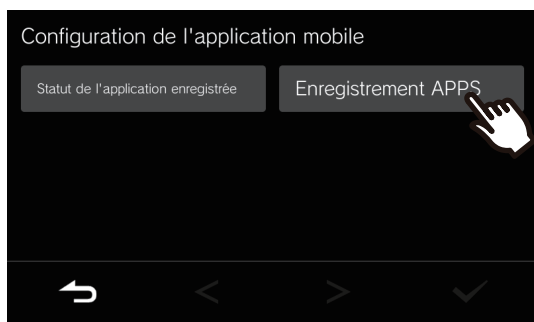 Configuration de l'application mobile
Statut de l'application enregistrée
Enregistrement APPS